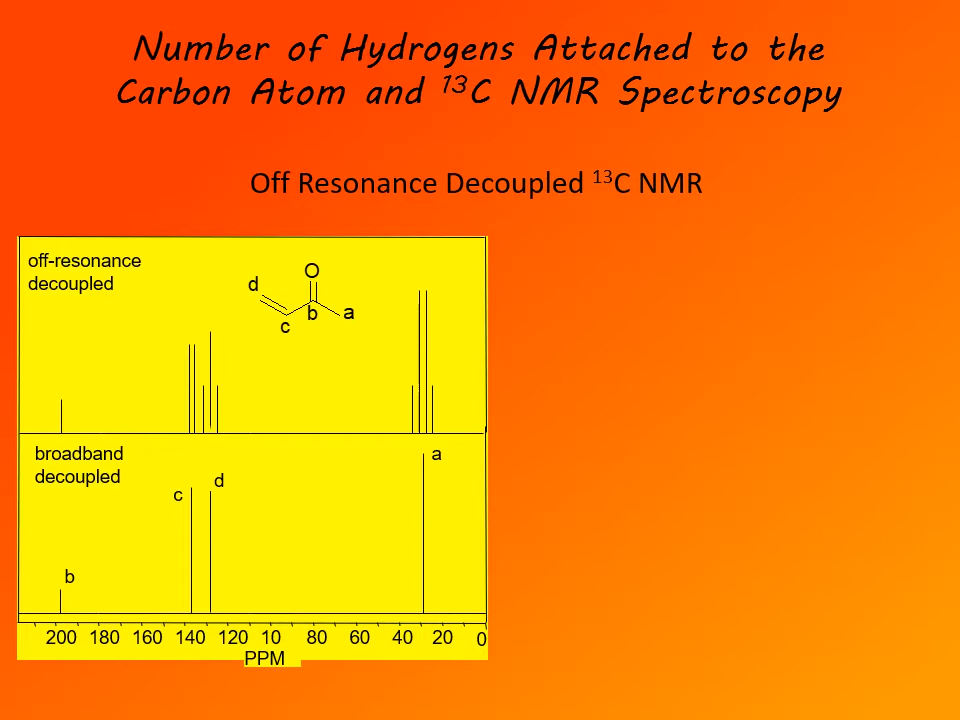 Number of Hydrogens Attached to the
Carbon Atom and ¹³C NMR Spectroscopy
Off Resonance Decoupled ¹³C NMR
off-resonance
decoupled
O
d
b
a
c
broadband
decoupled
a
d
c
b
200 180 160 140 120 10 80 60 40 20 0
PPM